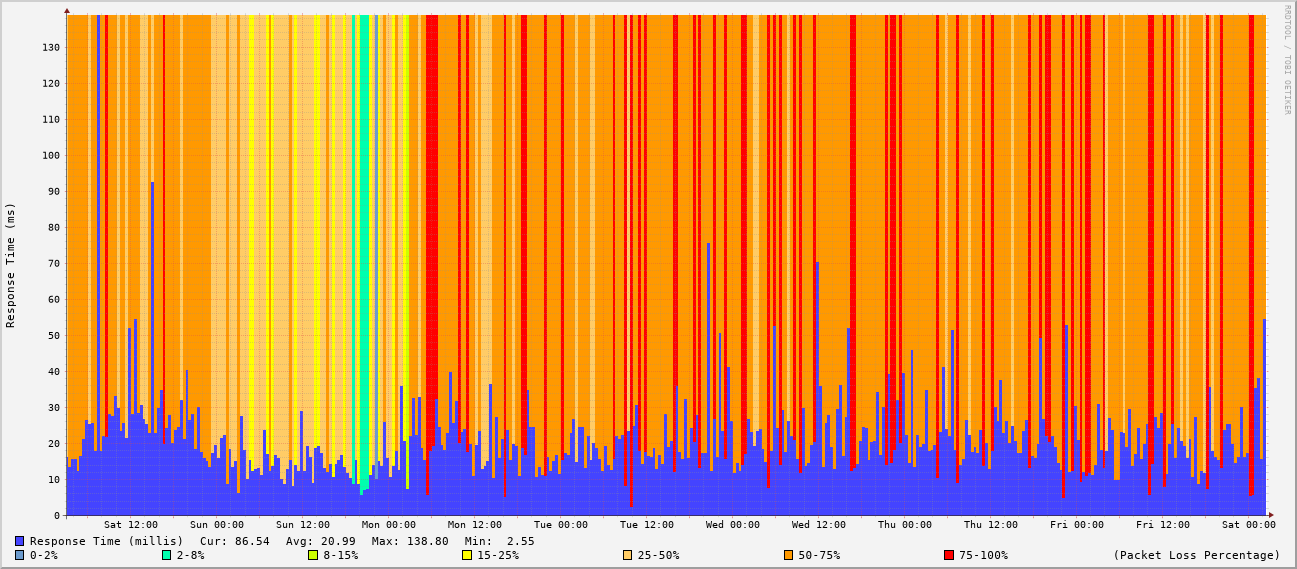 RRDTOOL / TOBI OETIKER
Response Time (ms)
130
120
110
100
90
80
70
60
50
40
30
20
10
0
Sat 12:00 Sun 00:00 Sun 12:00 Mon 00:00 Mon 12:00 Tue 00:00 Tue 12:00 Wed 00:00 Wed 12:00 Thu 00:00 Thu 12:00 Fri 00:00 Fri 12:00 Sat 00:00
Response Time (millis) Cur: 86.54 Avg: 20.99 Max: 138.80 Min: 2.55
0-2% 2-8% 8-15% 15-25% 25-50% 50-75% 75-100% (Packet Loss Percentage)